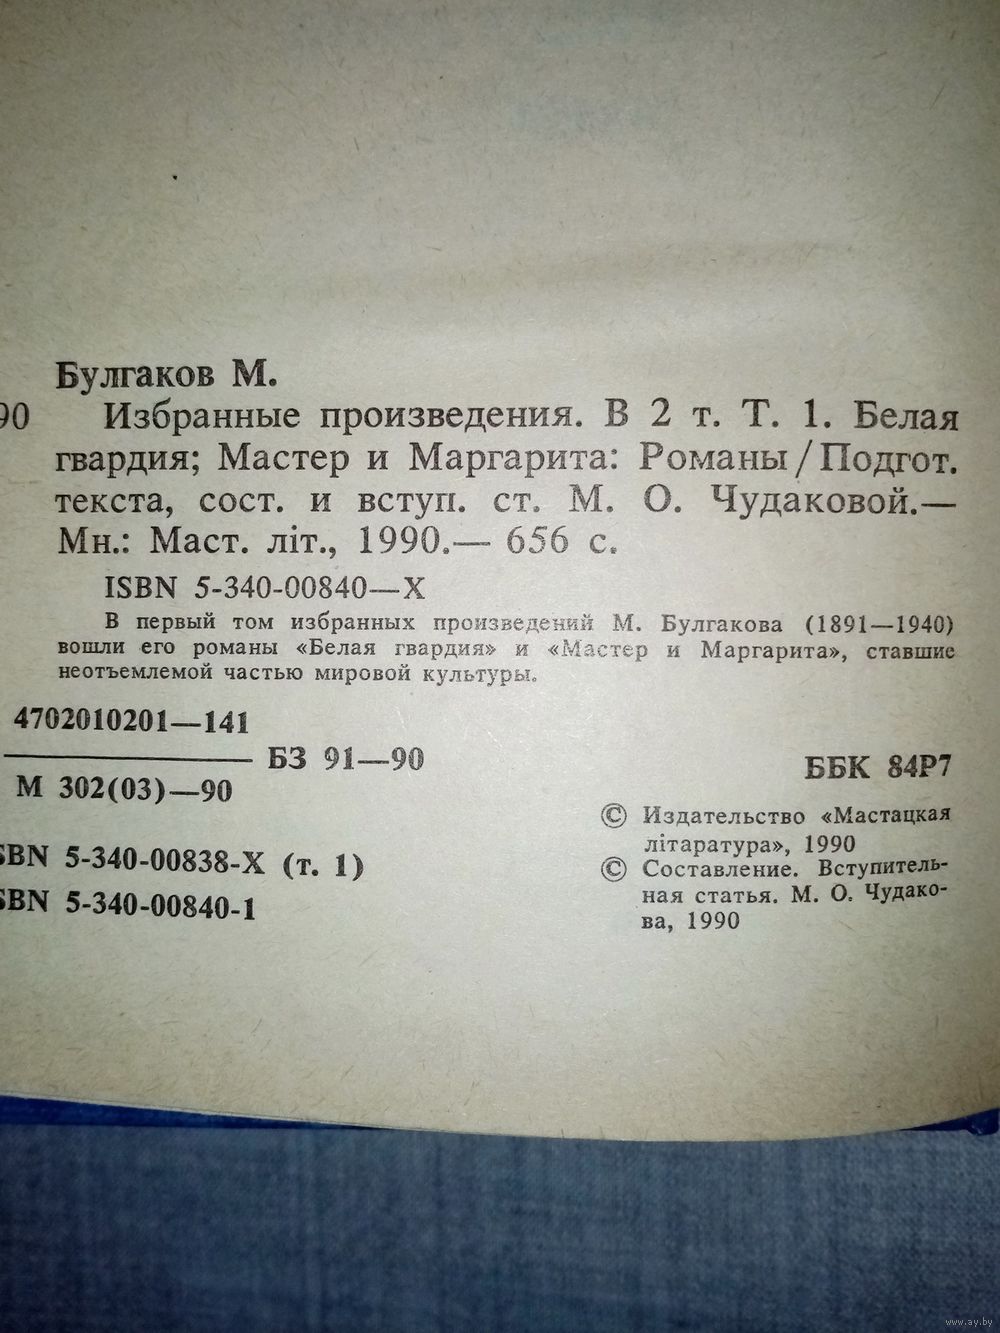 Булгаков М.
90 Избранные произведения. В 2 т. Т. 1. Белая
гвардия; Мастер и Маргарита: Романы / Подгот.
текста, сост. и вступ. ст. М. О. Чудаковой.—
Мн.: Маст. літ., 1990.— 656 с.
ISBN 5-340-00840—X
В первый том избранных произведений М. Булгакова (1891—1940)
вошли его романы «Белая гвардия» и «Мастер и Маргарита», ставшие
неотъемлемой частью мировой культуры.
4702010201—141
БЗ 91—90
М 302(03)—90
ББК 84Р7
SBN 5-340-00838-X (т. 1)
SBN 5-340-00840-1
© Издательство «Мастацкая
літаратура», 1990
© Составление. Вступитель-
ная статья. М. О. Чудако-
ва, 1990
www.ay.by